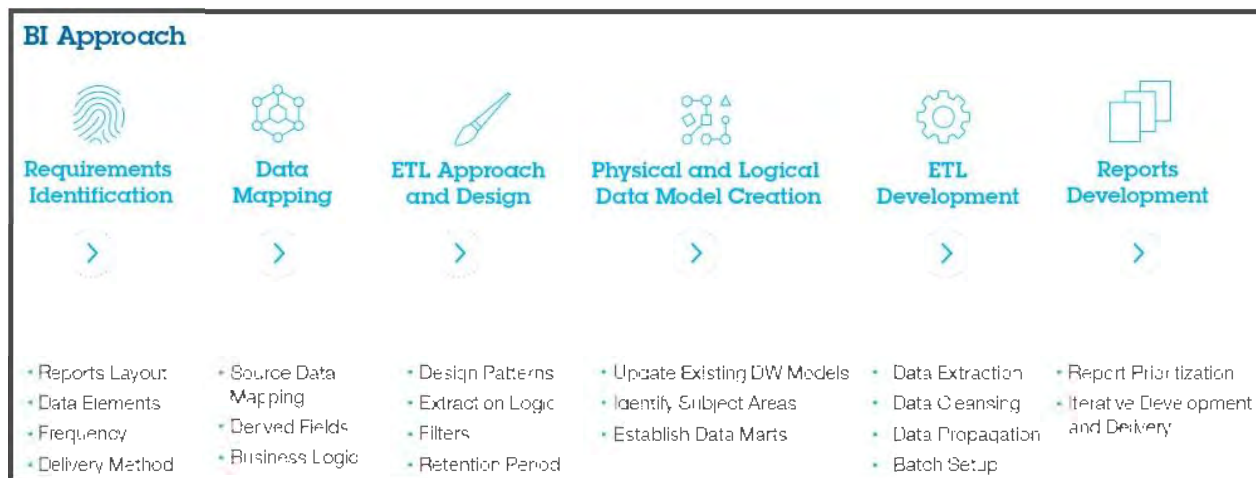 BI Approach
Requirements
Identification
Data
Mapping
ETL Approach
and Design
Physical and Logical
Data Model Creation
ETL
Development
Reports
Development
• Reports Layout
• Data Elements
• Frequency
• Delivery Method
• Source Data
Mapping
• Derived Fields
• Business Logic
• Design Patterns
• Extraction Logic
• Filters
• Retention Period
• Update Existing DW Models
• Identify Subject Areas
• Establish Data Marts
• Data Extraction
• Data Cleansing
• Data Propagation
• Batch Setup
• Report Prioritization
• Iterative Development
and Delivery